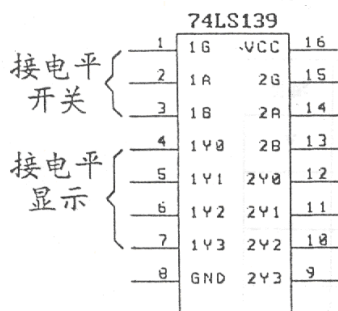 74LS139
接电平
开关
接电平
显示
1 1G VCC 16
2 1A 2G 15
3 1B 2A 14
4 1Y0 2B 13
5 1Y1 2Y0 12
6 1Y2 2Y1 11
7 1Y3 2Y2 10
8 GND 2Y3 9